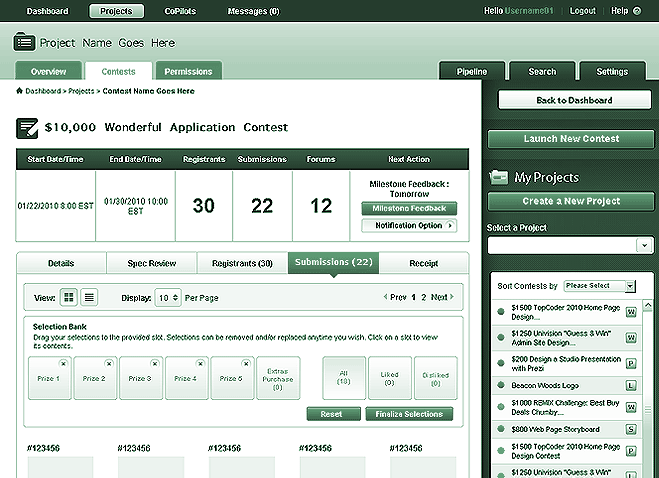 Dashboard Projects CoPilots Messages (0) Hello Username01 Logout Help
Project Name Goes Here
Overview Contests Permissions Pipeline Search Settings
Dashboard > Projects > Contest Name Goes Here
Back to Dashboard
$10,000 Wonderful Application Contest
Launch New Contest
Start Date/Time End Date/Time Registrants Submissions Forums Next Action
My Projects
Milestone Feedback :
Tomorrow
Create a New Project
01/22/2010 8:00 EST 01/30/2010 10:00
EST
30 22 12
Milestone Feedback
Notification Option
Select a Project
Details Spec Review Registrants (30) Submissions (22) Receipt
Sort Contests by Please Select
View: Display: 10 Per Page Prev 1 2 Next
$1500 TopCoder 2010 Home Page
Design... W
$1250 Univision "Guess & Win"
Admin Site Design... W
$200 Design a Studio Presentation
with Prezi P
Beacon Woods Logo L
$1000 REMIX Challenge: Best Buy
Deals Chunby... W
$800 Web Page Storyboard S
$1500 TopCoder 2010 Home Page
Design Contest P
$1250 Univision "Guess & Win" L
Selection Bank
Drag your selections to the provided slot. Selections can be removed and/or replaced anytime you wish. Click on a slot to view
its contents.
Prize 1 Prize 2 Prize 3 Prize 4 Prize 5
Extras
Purchase
(0)
All
(18)
Liked
(0)
Disliked
(0)
Reset Finalize Selections
#123456 #123456 #123456 #123456 #123456